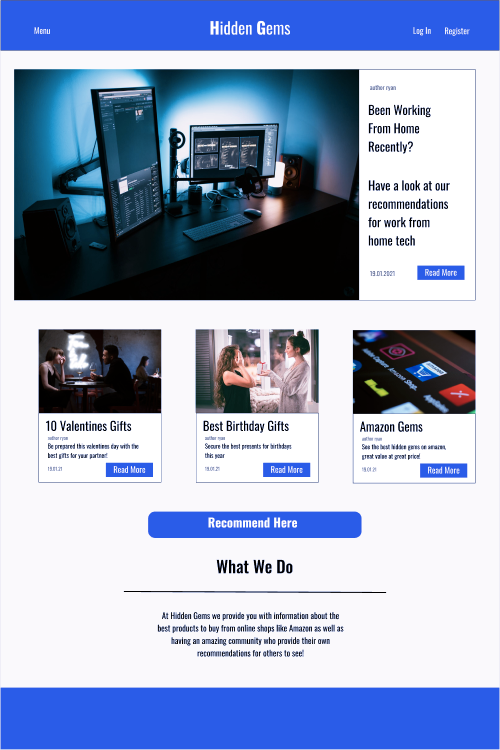 Menu
Hidden Gems
Log In
Register
author ryan
Been Working
From Home
Recently?
Have a look at our
recommendations
for work from
home tech
19.01.2021
Read More
10 Valentines Gifts
author ryan
Be prepared this valentines day with the
best gifts for your partner!
19.01.21
Read More
Best Birthday Gifts
author ryan
Secure the best presents for birthdays
this year
19.01.21
Read More
Amazon Gems
author ryan
See the best hidden gems on amazon,
great value at great price!
19.01.21
Read More
Recommend Here
What We Do
At Hidden Gems we provide you with information about the
best products to buy from online shops like Amazon as well as
having an amazing community who provide their own
recommendations for others to see!